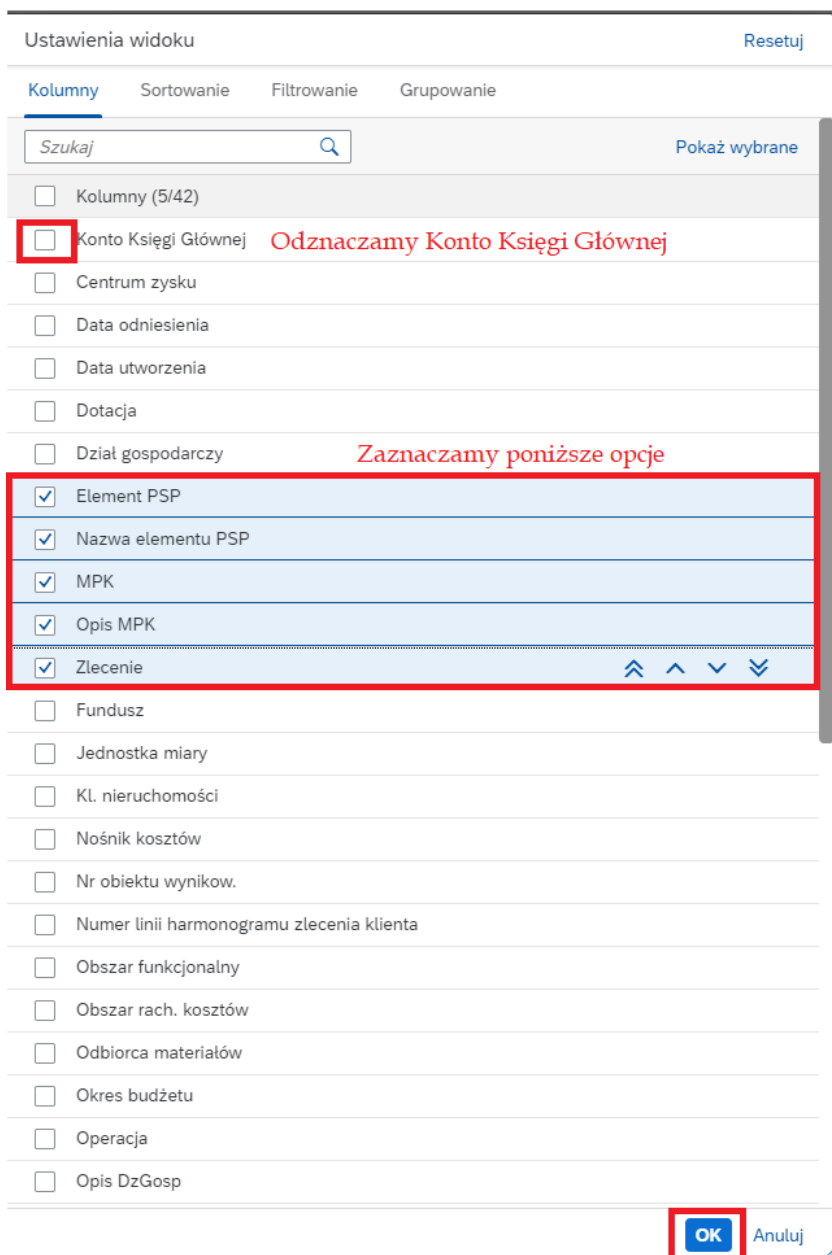 Ustawienia widoku Resetuj
Kolumny Sortowanie Filtrowanie Grupowanie
Szukaj Pokaż wybrane
Kolumny (5/42)
Konto Księgi Głównej Odznaczamy Konto Księgi Głównej
Centrum zysku
Data odniesienia
Data utworzenia
Dotacja
Dział gospodarczy Zaznaczamy poniższe opcje
Element PSP
Nazwa elementu PSP
MPK
Opis MPK
Zlecenie
Fundusz
Jednostka miary
Kl. nieruchomości
Nośnik kosztów
Nr obiektu wynikow.
Numer linii harmonogramu zlecenia klienta
Obszar funkcjonalny
Obszar rach. kosztów
Odbiorca materiałów
Okres budżetu
Operacja
Opis DzGosp
OK Anuluj